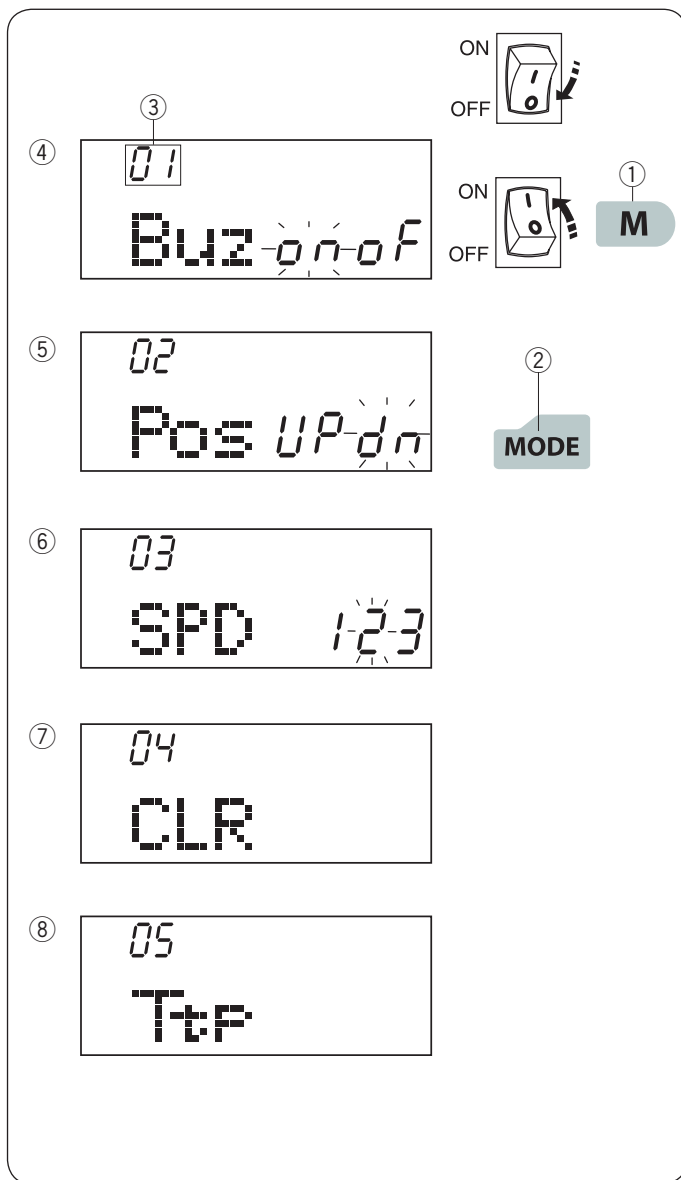 ON
OFF
③
④
01
Buz on-oF
ON
OFF
①
M
⑤
02
Pos UP-dn
②
MODE
⑥
03
SPD 1-2-3
⑦
04
CLR
⑧
05
Ttp